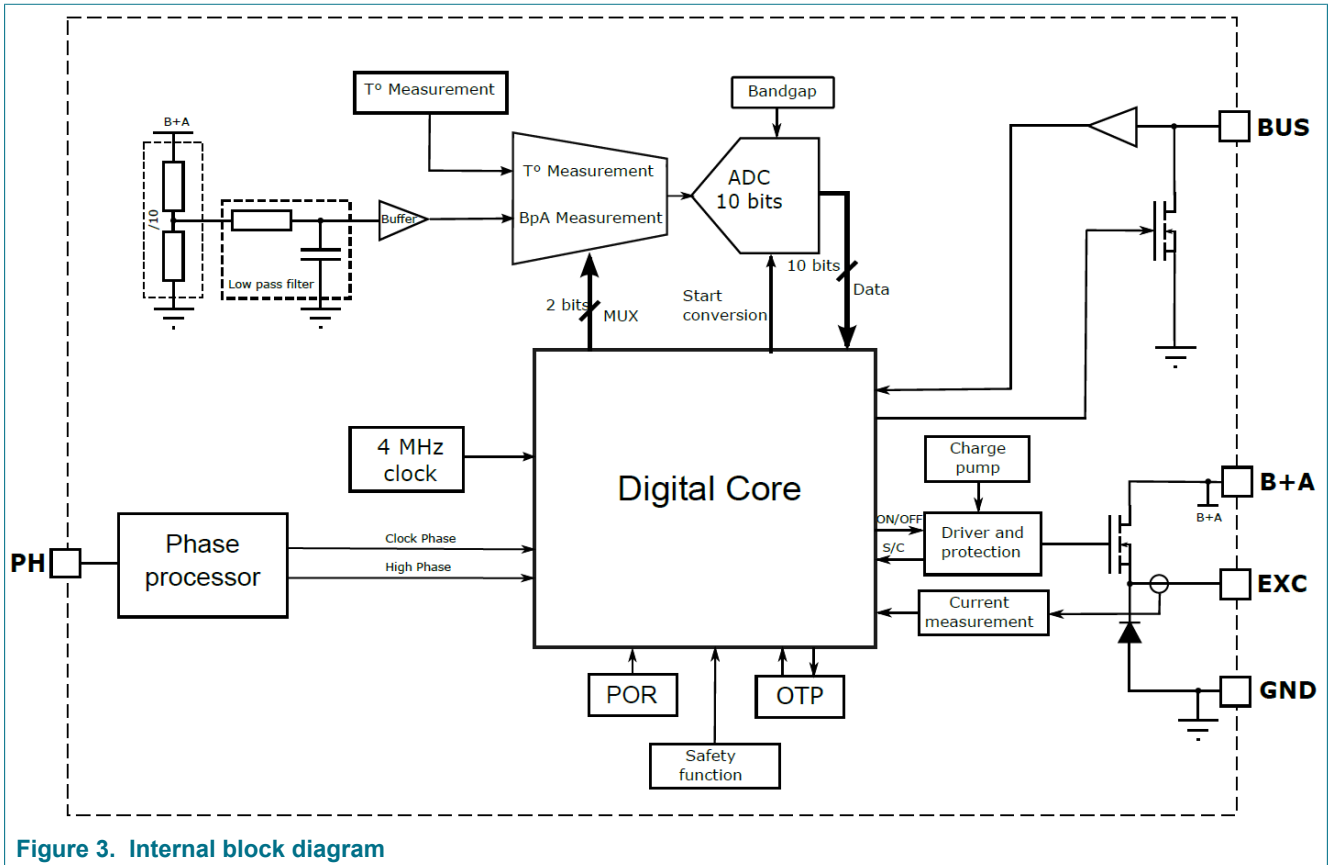 T° Measurement
Bandgap
B+A
BUS
T° Measurement
ADC
10 bits
/10
Buffer
BpA Measurement
Low pass filter
2 bits
MUX
Start
conversion
10 bits
Data
4 MHz
clock
Digital Core
Charge
pump
B+A
B+A
ON/OFF
S/C
Driver and
protection
PH
Phase
processor
Clock Phase
High Phase
EXC
Current
measurement
POR
OTP
GND
Safety
function
Figure 3. Internal block diagram